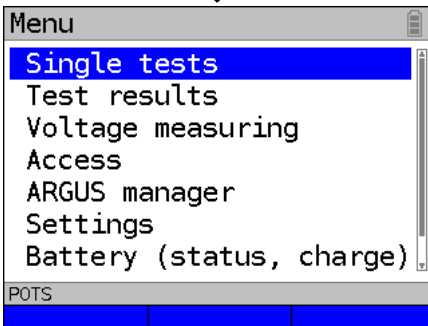 Menu
Single tests
Test results
Voltage measuring
Access
ARGUS manager
Settings
Battery (status, charge)
POTS